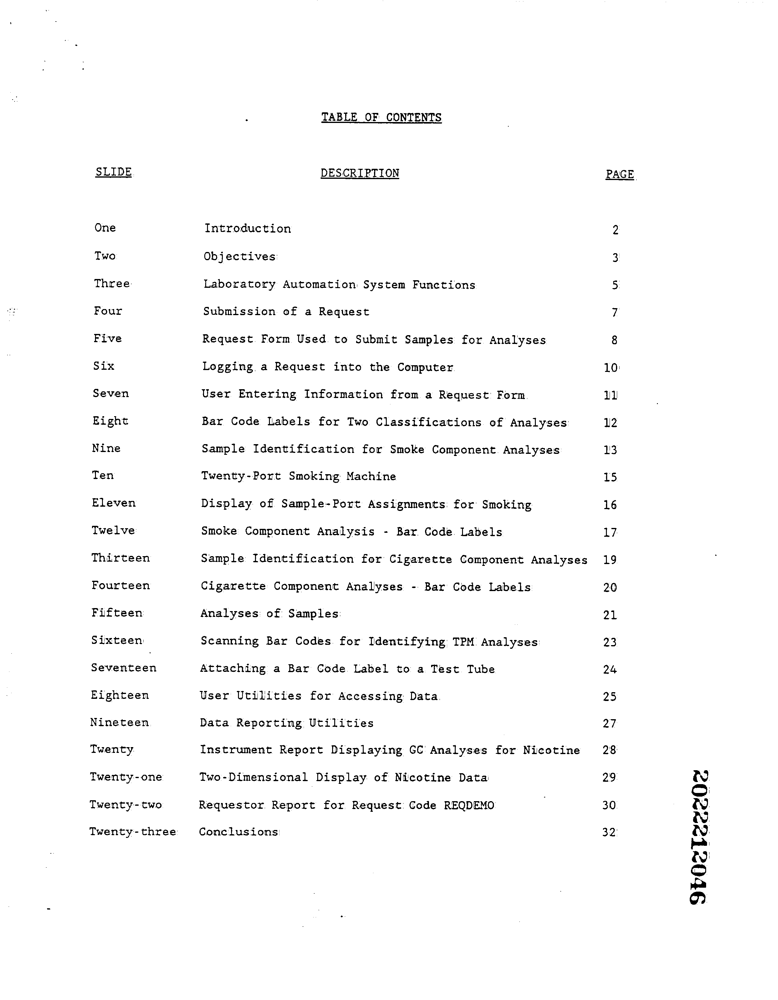 TABLE OF CONTENTS
SLIDE DESCRIPTION PAGE
One Introduction 2
Two Objectives 3
Three Laboratory Automation System Functions 5
Four Submission of a Request 7
Five Request Form Used to Submit Samples for Analyses 8
Six Logging a Request into the Computer 10
Seven User Entering Information from a Request Form 11
Eight Bar Code Labels for Two Classifications of Analyses 12
Nine Sample Identification for Smoke Component Analyses 13
Ten Twenty-Port Smoking Machine 15
Eleven Display of Sample-Port Assignments for Smoking 16
Twelve Smoke Component Analysis - Bar Code Labels 17
Thirteen Sample Identification for Cigarette Component Analyses 19
Fourteen Cigarette Component Analyses - Bar Code Labels 20
Fifteen Analyses of Samples 21
Sixteen Scanning Bar Codes for Identifying TPM Analyses 23
Seventeen Attaching a Bar Code Label to a Test Tube 24
Eighteen User Utilities for Accessing Data 25
Nineteen Data Reporting Utilities 27
Twenty Instrument Report Displaying GC Analyses for Nicotine 28
Twenty-one Two-Dimensional Display of Nicotine Data 29
Twenty-two Requestor Report for Request Code REQDEMO 30
Twenty-three Conclusions 32
2022212046